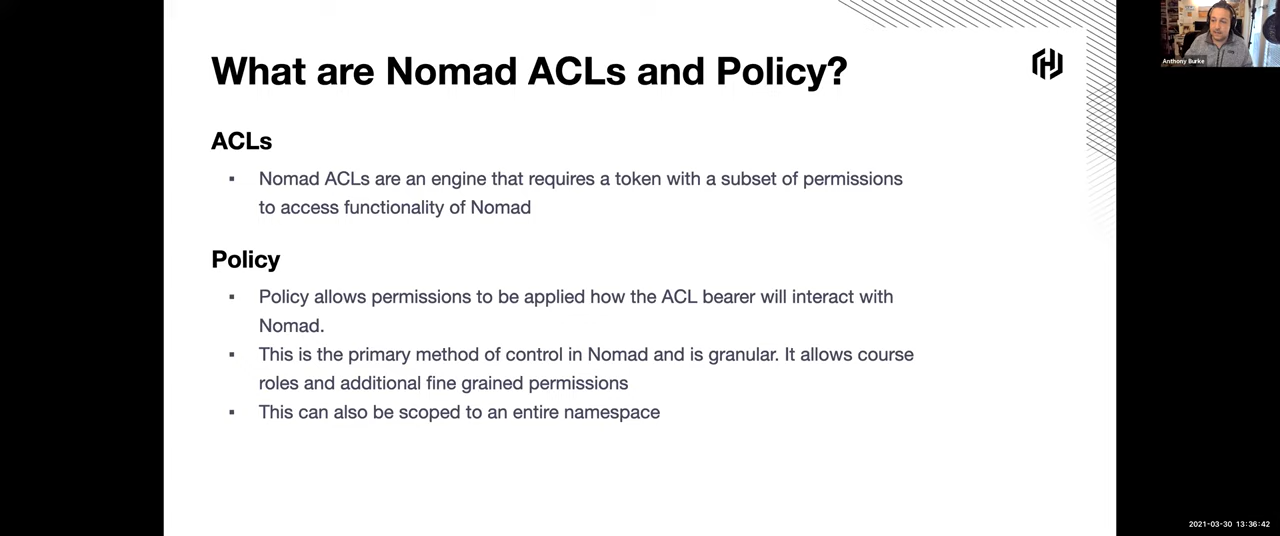 What are Nomad ACLs and Policy?
ACLs
▪ Nomad ACLs are an engine that requires a token with a subset of permissions
to access functionality of Nomad
Policy
▪ Policy allows permissions to be applied how the ACL bearer will interact with
Nomad.
▪ This is the primary method of control in Nomad and is granular. It allows course
roles and additional fine grained permissions
▪ This can also be scoped to an entire namespace
Anthony Burke
2021-03-30 13:36:42